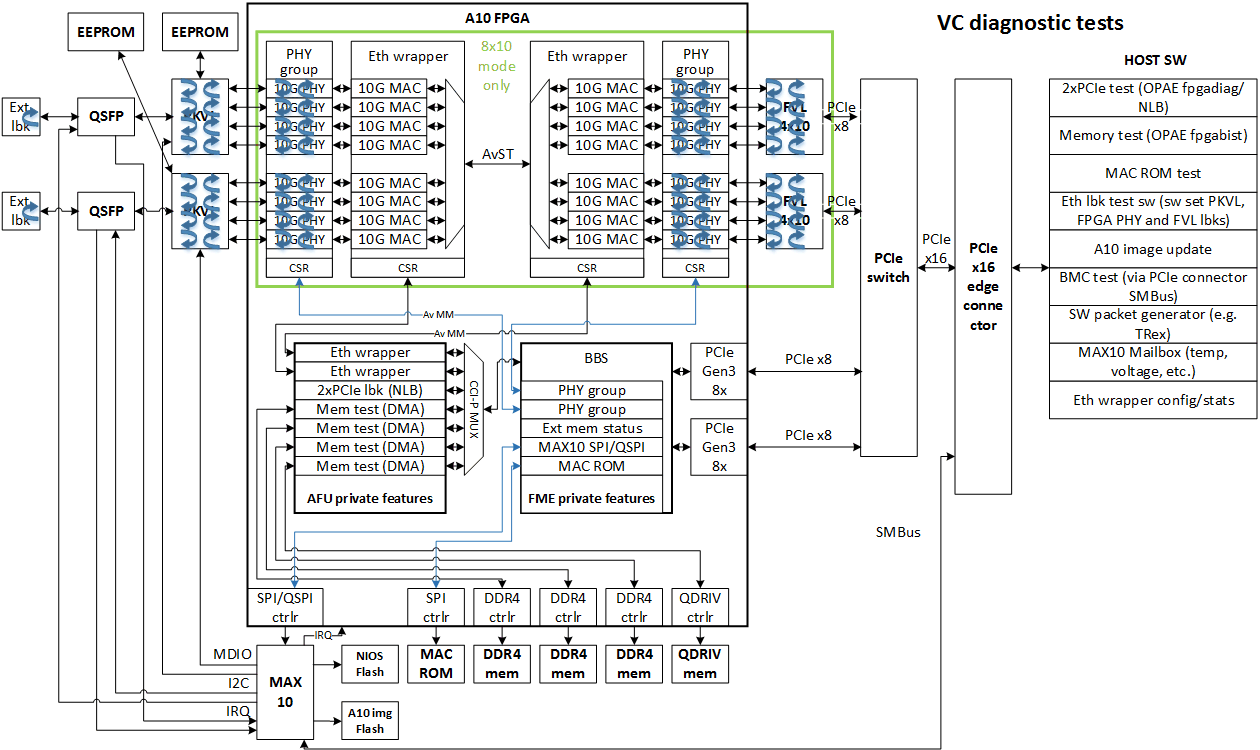 A10 FPGA
VC diagnostic tests
EEPROM
EEPROM
8x10
mode
only
PHY
group
Eth wrapper
Eth wrapper
PHY
group
HOST SW
Ext
lbk
QSFP
10G PHY
10G PHY
10G PHY
10G PHY
10G MAC
10G MAC
10G MAC
10G MAC
10G MAC
10G MAC
10G MAC
10G MAC
10G PHY
10G PHY
10G PHY
10G PHY
FVL
4x10
PCIe
x8
AvST
Ext
lbk
QSFP
10G PHY
10G PHY
10G PHY
10G PHY
10G MAC
10G MAC
10G MAC
10G MAC
10G MAC
10G MAC
10G MAC
10G MAC
10G PHY
10G PHY
10G PHY
10G PHY
FVL
4x10
PCIe
x8
CSR
CSR
CSR
CSR
PCIe
switch
PCIe
x16
PCIe
x16
edge
conne
ctor
2xPCIe test (OPAE fpgadiag/
NLB)
Memory test (OPAE fpgabist)
MAC ROM test
Eth lbk test sw (sw set PKVL,
FPGA PHY and FVL lbks)
A10 image update
BMC test (via PCIe connector
SMBus)
SW packet generator (e.g.
TRex)
MAX10 Mailbox (temp,
voltage, etc.)
Eth wrapper config/stats
Av MM
Av MM
Eth wrapper
Eth wrapper
2xPCIe lbk (NLB)
Mem test (DMA)
Mem test (DMA)
Mem test (DMA)
Mem test (DMA)
AFU private features
CCI-P MUX
BBS
PHY group
PHY group
Ext mem status
MAX10 SPI/QSPI
MAC ROM
FME private features
PCIe
Gen3
8x
PCIe x8
PCIe
Gen3
8x
PCIe x8
SMBus
SPI/QSPI
ctrlr
SPI
ctrlr
DDR4
ctrlr
DDR4
ctrlr
DDR4
ctrlr
QDRIV
ctrlr
IRQ
MDIO
I2C
IRQ
MAX
10
NIOS
Flash
A10 img
Flash
MAC
ROM
DDR4
mem
DDR4
mem
DDR4
mem
QDRIV
mem